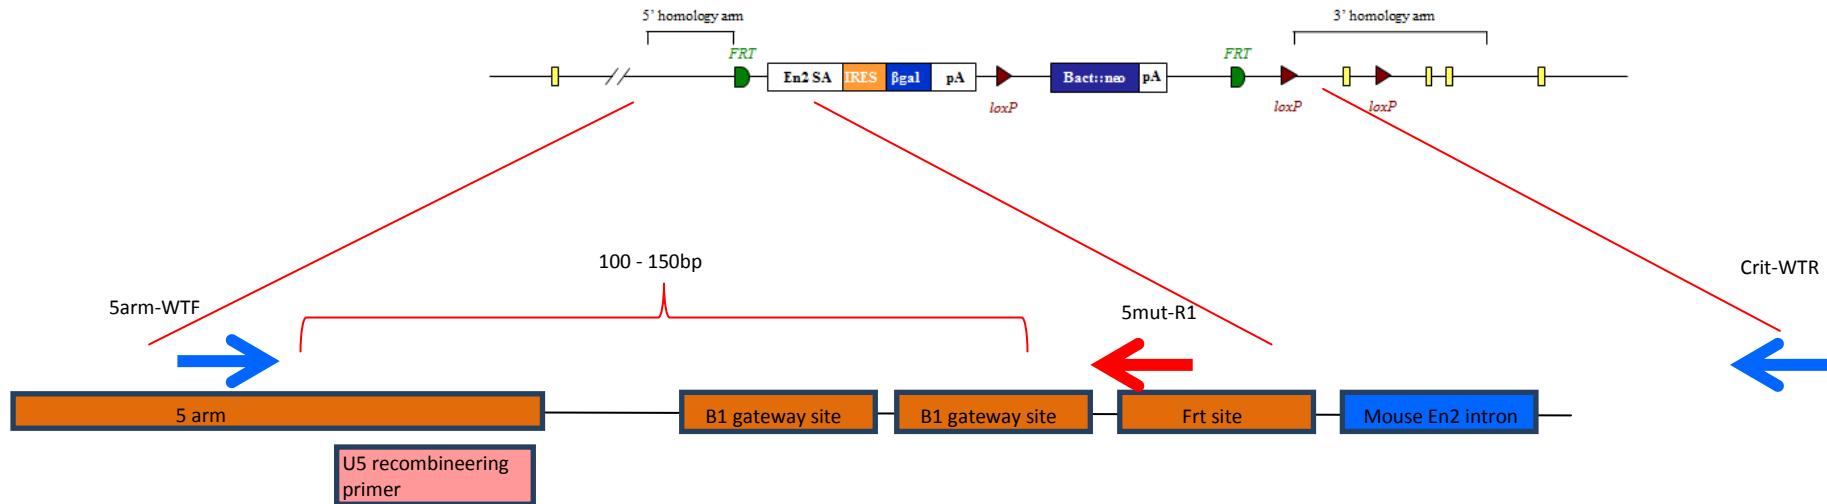 5' homology arm
3' homology arm
FRT
FRT
En2 SA IRES βgal pA
Bact::neo pA
loxP
loxP
loxP
100 - 150bp
Crit-WTR
5arm-WTF
5mut-R1
5 arm
B1 gateway site
B1 gateway site
Frt site
Mouse En2 intron
U5 recombineering
primer